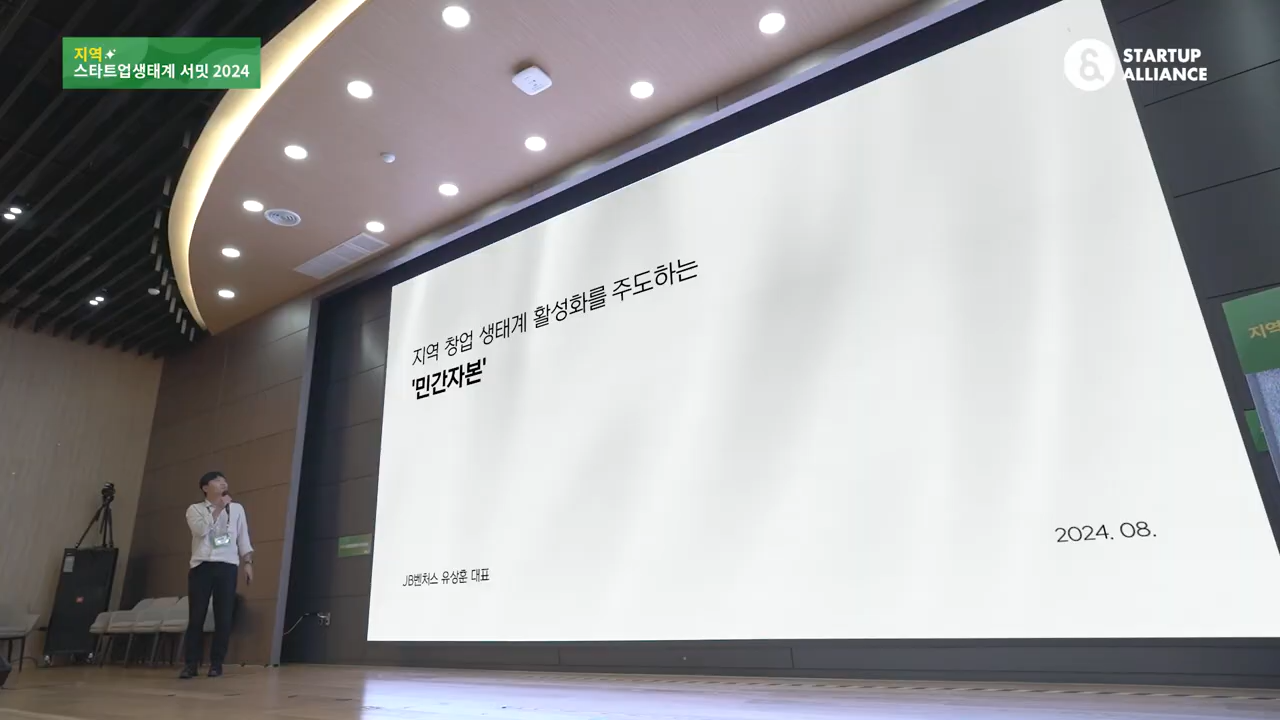 지역
스타트업생태계 서밋 2024
STARTUP
ALLIANCE
지역 창업 생태계 활성화를 주도하는
'민간자본'
2024. 08.
JB벤처스 유상훈 대표
지역